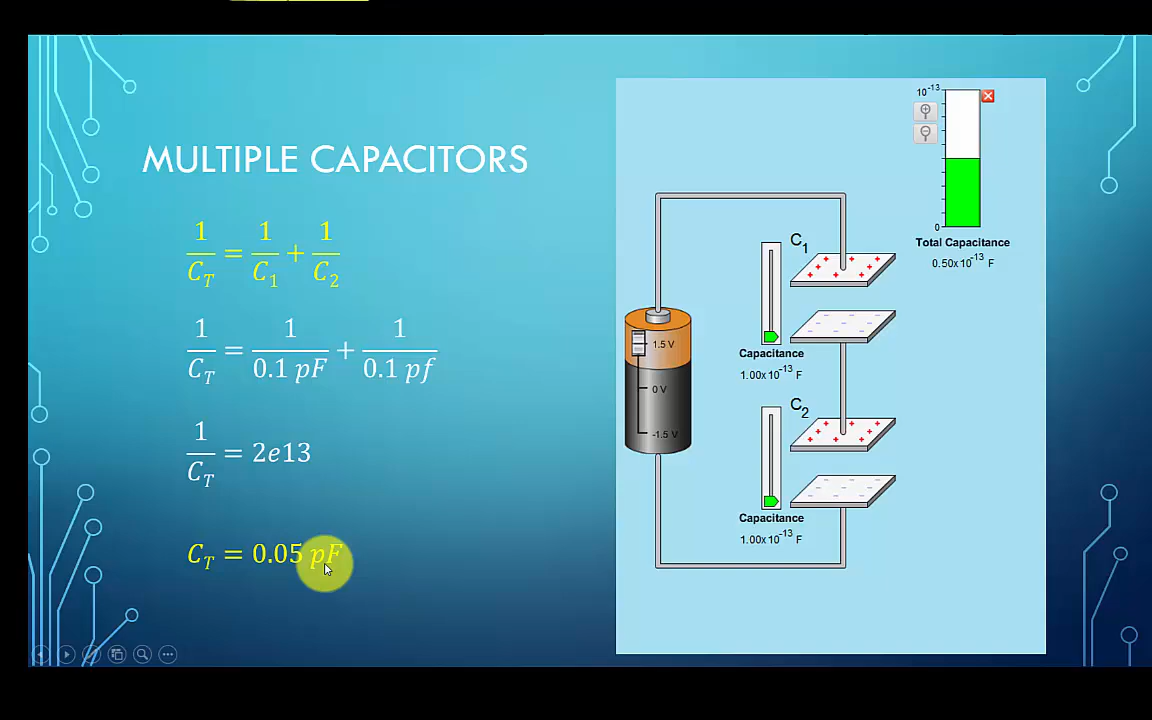 MULTIPLE CAPACITORS
1/C_T = 1/C_1 + 1/C_2
1/C_T = 1/0.1 pF + 1/0.1 pf
1/C_T = 2e13
C_T = 0.05 pF
10^-13
0
Total Capacitance
0.50x10^-13 F
C_1
Capacitance
1.00x10^-13 F
1.5 V
0 V
-1.5 V
C_2
Capacitance
1.00x10^-13 F